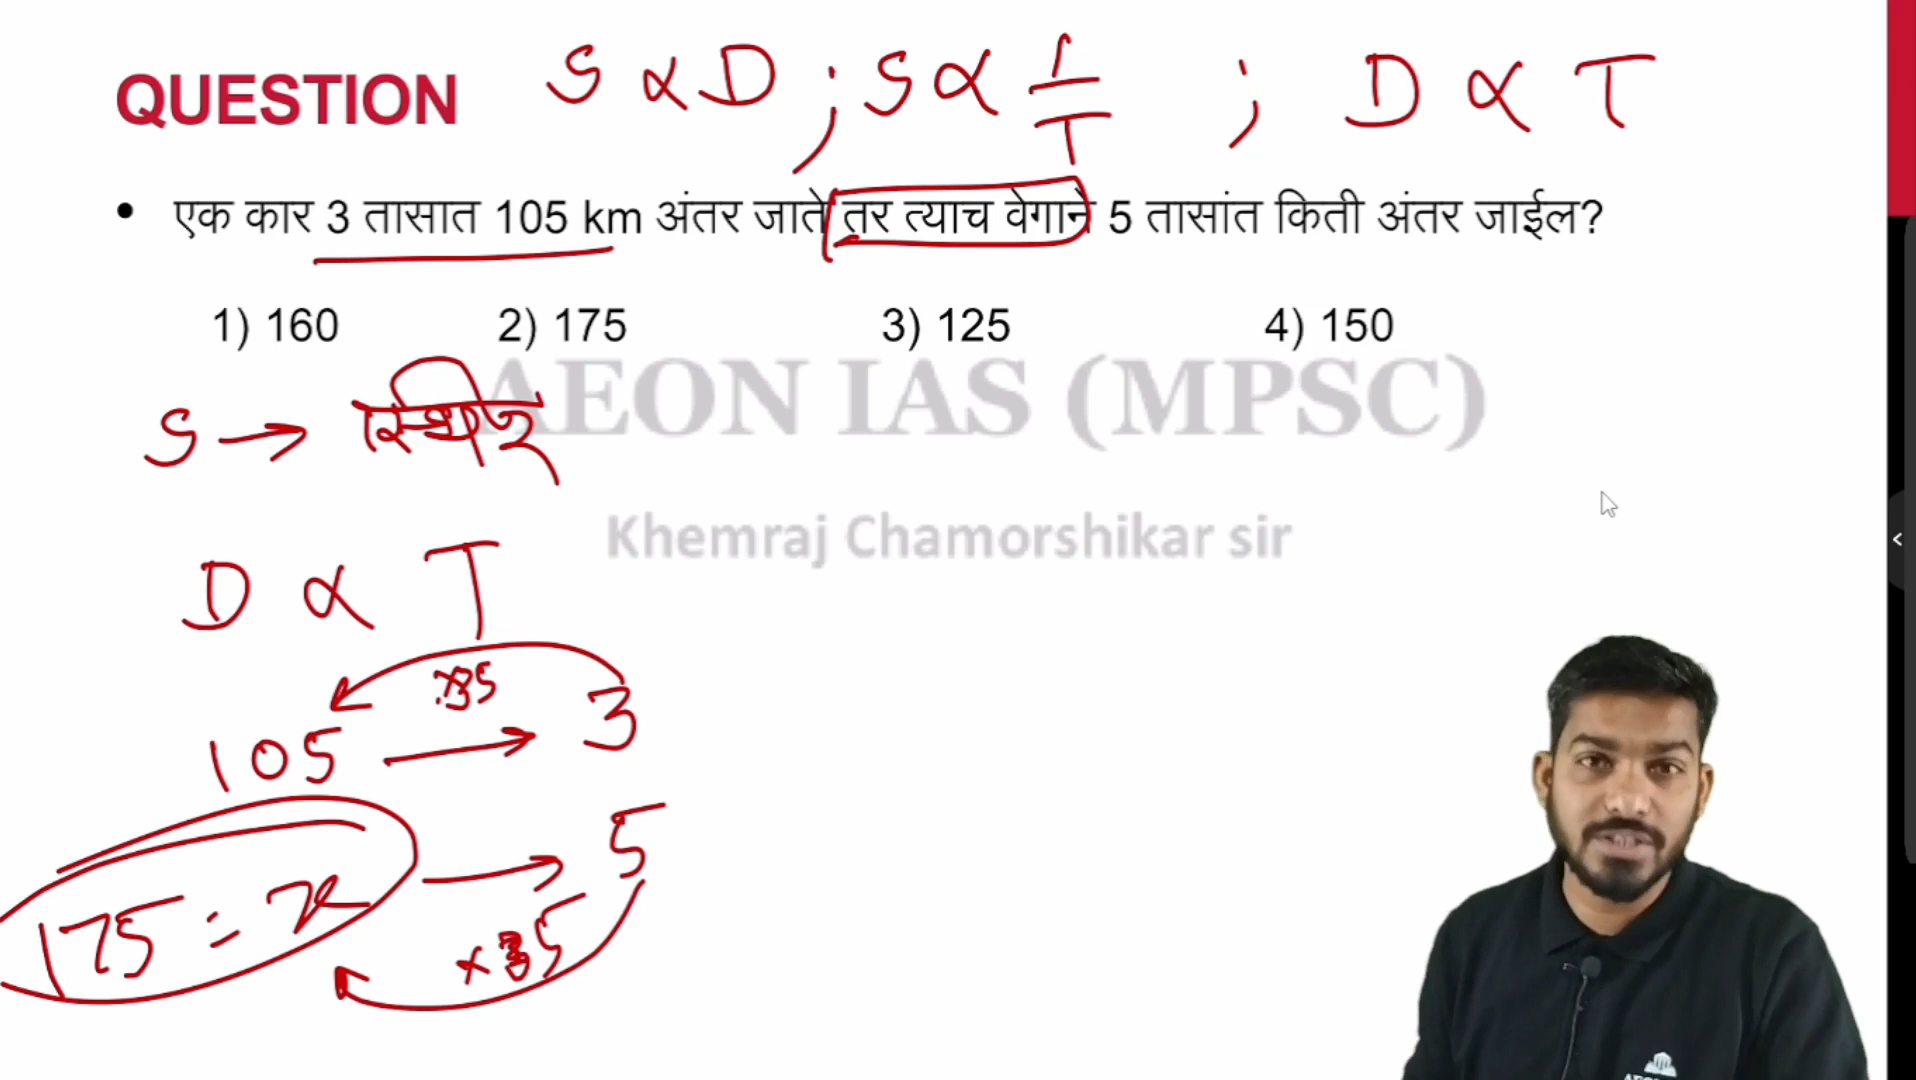 QUESTION S ∝ D ; S ∝ 1/T ; D ∝ T
• एक कार 3 तासात 105 km अंतर जाते तर त्याच वेगाने 5 तासांत किती अंतर जाईल?
1) 160 2) 175 3) 125 4) 150
AEON IAS (MPSC)
S → स्थिर
Khemraj Chamorshikar sir
D ∝ T
×35
105 → 3
175 = x → 5
×35